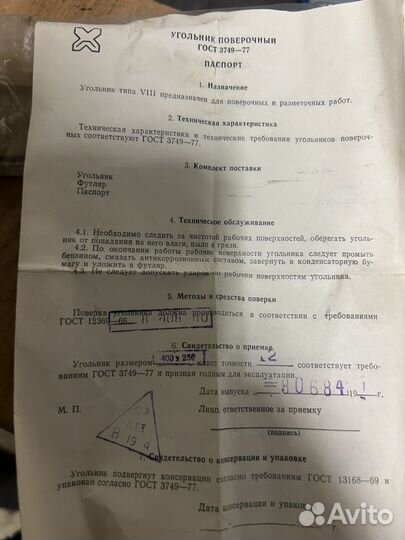 УГОЛЬНИК ПОВЕРОЧНЫЙ
ГОСТ 3749—77
ПАСПОРТ
1. Назначение
Угольник типа VIII предназначен для поверочных и разметочных работ.
2. Техническая характеристика
Техническая характеристика и технические требования угольников повероч-
ных соответствуют ГОСТ 3749—77.
3. Комплект поставки
Угольник
Футляр
Паспорт
4. Техническое обслуживание
4.1. Необходимо следить за чистотой рабочих поверхностей, оберегать уголь-
ник от попадания на него влаги, пыли и грязи.
4.2. По окончании работы рабочие поверхности угольника следует промыть
бензином, смазать антикоррозионным составом, завернуть в конденсаторную бу-
магу и уложить в футляр.
4.3. Не следует допускать ударов по рабочим поверхностям угольника.
5. Методы и средства поверки
Поверка угольника должна производиться в соответствии с требованиями
ГОСТ 12369—66.
6. Свидетельство о приемке
Угольник размером 400 x 250 класс точности 2 соответствует требо-
ваниям ГОСТ 3749—77 и признан годным для эксплуатации.
Дата выпуска 80684 19 г.
М. П. Лицо, ответственное за приемку
(подпись)
7. Свидетельство о консервации и упаковке
Угольник подвергнут консервации согласно требованиям ГОСТ 13168—69 и
упакован согласно ГОСТ 3749—77.
Дата консервации и упаковки
г.
Avito